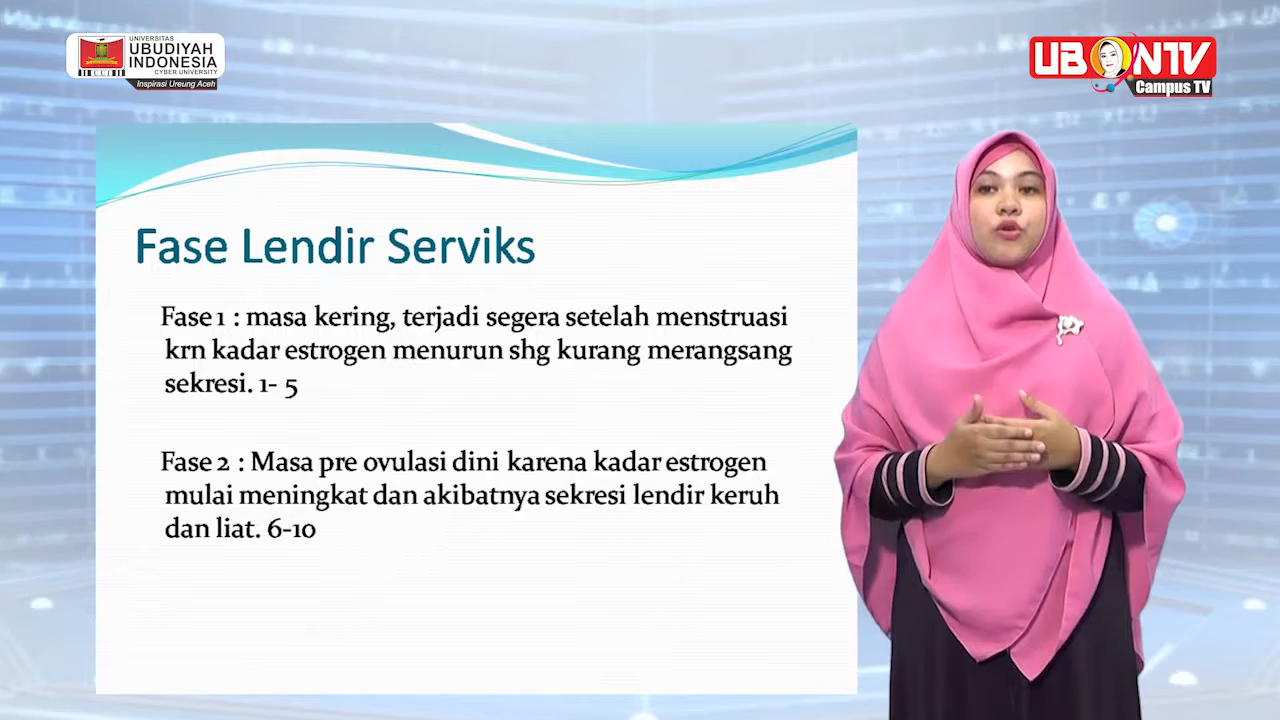 UNIVERSITAS
UBUDIYAH
INDONESIA
CYBER UNIVERSITY
Inspirasi Ureung Aceh
UBONTV
Campus TV
Fase Lendir Serviks
Fase 1 : masa kering, terjadi segera setelah menstruasi
krn kadar estrogen menurun shg kurang merangsang
sekresi. 1- 5
Fase 2 : Masa pre ovulasi dini karena kadar estrogen
mulai meningkat dan akibatnya sekresi lendir keruh
dan liat. 6-10